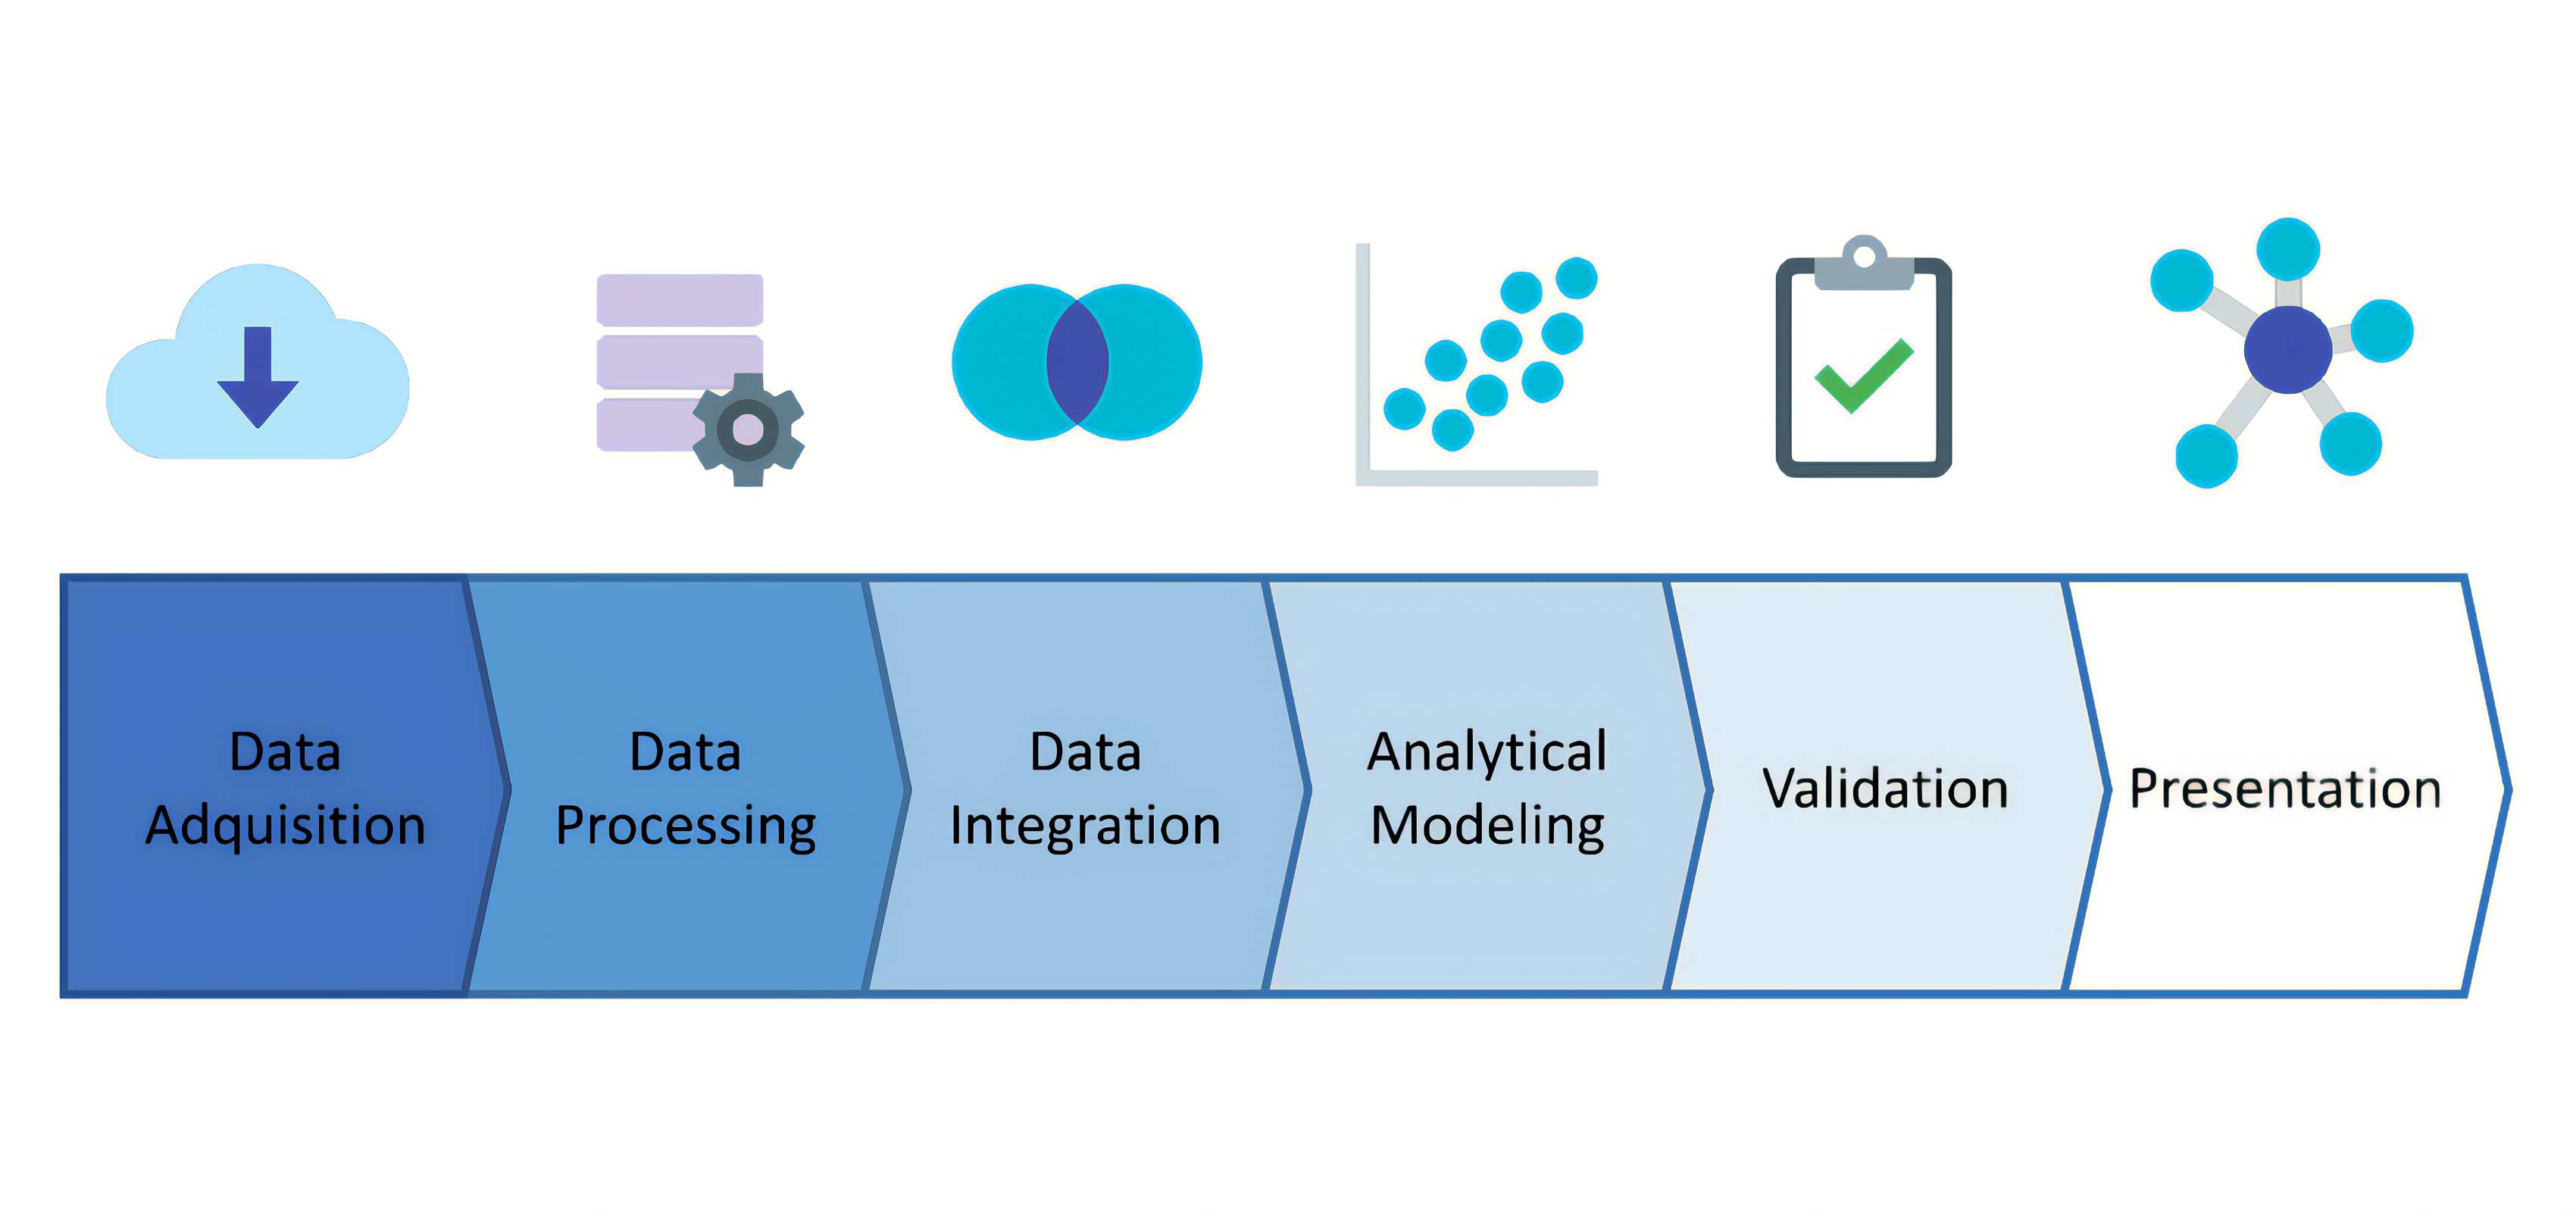 Data
Adquisition
Data
Processing
Data
Integration
Analytical
Modeling
Validation
Presentation